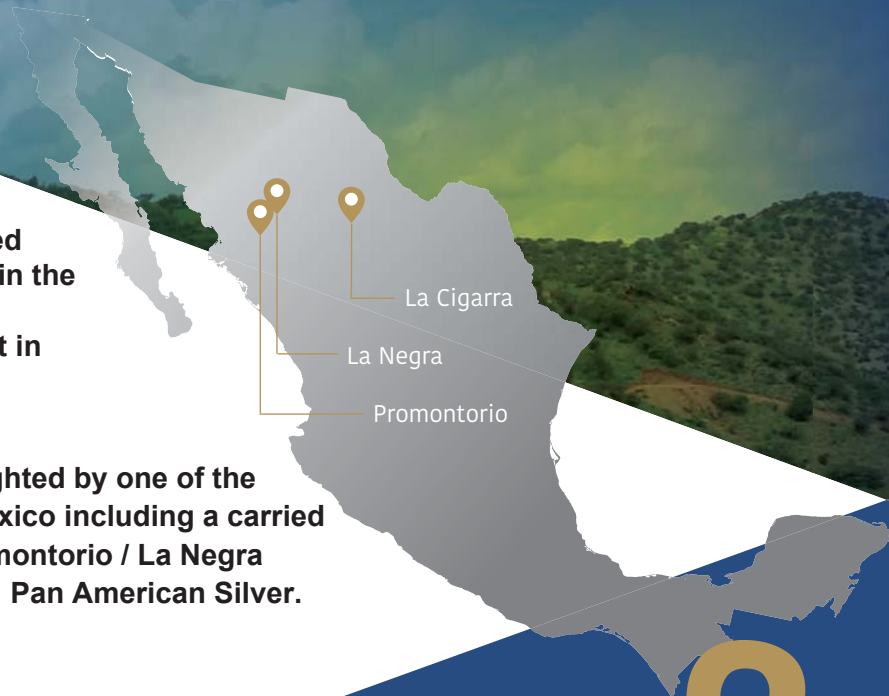 ed
in the
t in
ghted by one of the
xico including a carried
montorio / La Negra
Pan American Silver.
La Cigarra
La Negra
Promontorio